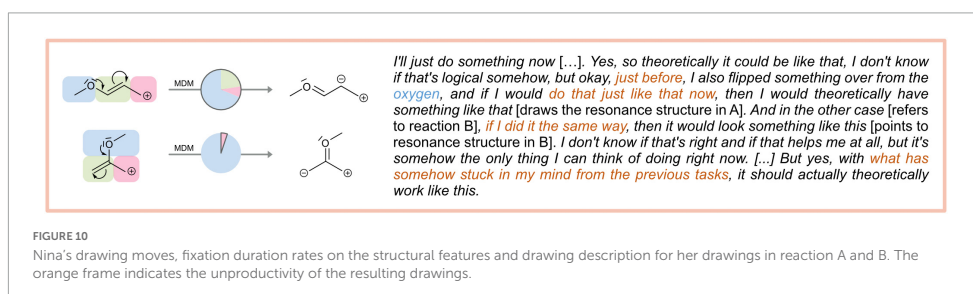 MDM
MDM
I'll just do something now [...]. Yes, so theoretically it could be like that, I don't know
if that's logical somehow, but okay, just before, I also flipped something over from the
oxygen, and if I would do that just like that now, then I would theoretically have
something like that [draws the resonance structure in A]. And in the other case [refers
to reaction B], if I did it the same way, then it would look something like this [points to
resonance structure in B]. I don't know if that's right and if that helps me at all, but it's
somehow the only thing I can think of doing right now. [...] But yes, with what has
somehow stuck in my mind from the previous tasks, it should actually theoretically
work like this.
FIGURE 10
Nina's drawing moves, fixation duration rates on the structural features and drawing description for her drawings in reaction A and B. The
orange frame indicates the unproductivity of the resulting drawings.